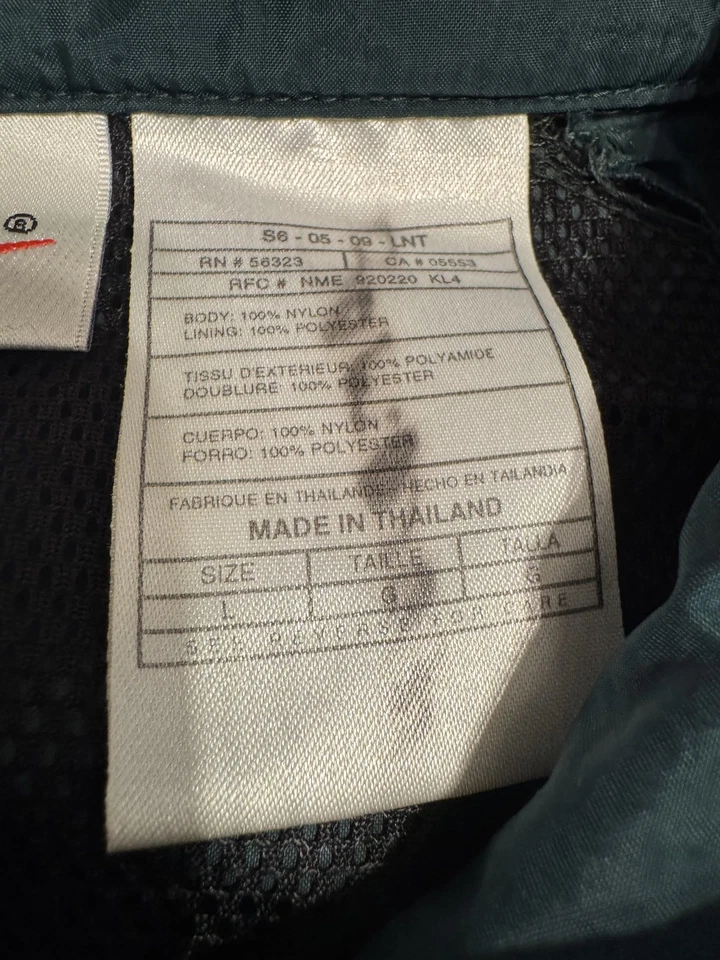 ®
S6 - 05 - 09 - LNT
RN # 56323 CA # 05553
RFC # NME 920220 KL4
BODY: 100% NYLON
LINING: 100% POLYESTER
TISSU D'EXTERIEUR: 100% POLYAMIDE
DOUBLURE: 100% POLYESTER
CUERPO: 100% NYLON
FORRO: 100% POLYESTER
FABRIQUE EN THAILANDE - HECHO EN TAILANDIA
MADE IN THAILAND
SIZE TAILLE TALLA
L G G
SEE REVERSE FOR CARE